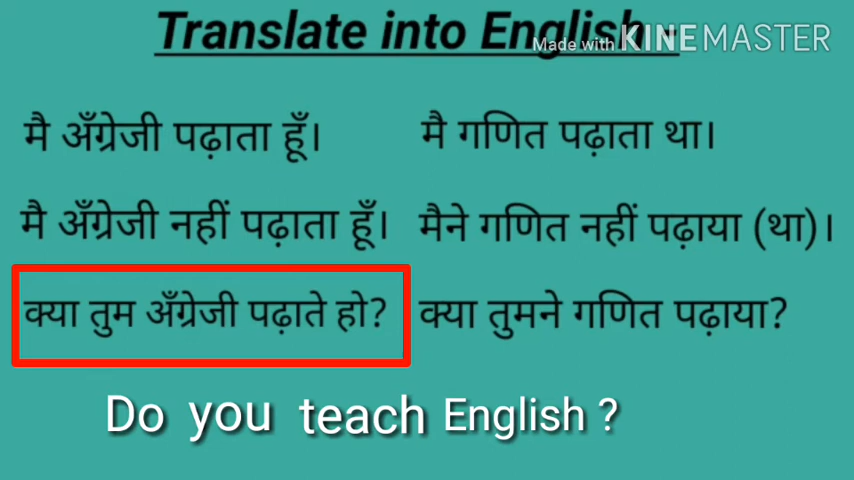 Translate into English-
Made with KINEMASTER
मै अँग्रेजी पढ़ाता हूँ।
मै गणित पढ़ाता था।
मै अँग्रेजी नहीं पढ़ाता हूँ।
मैने गणित नहीं पढ़ाया (था)।
क्या तुम अँग्रेजी पढ़ाते हो?
क्या तुमने गणित पढ़ाया?
Do you teach English ?